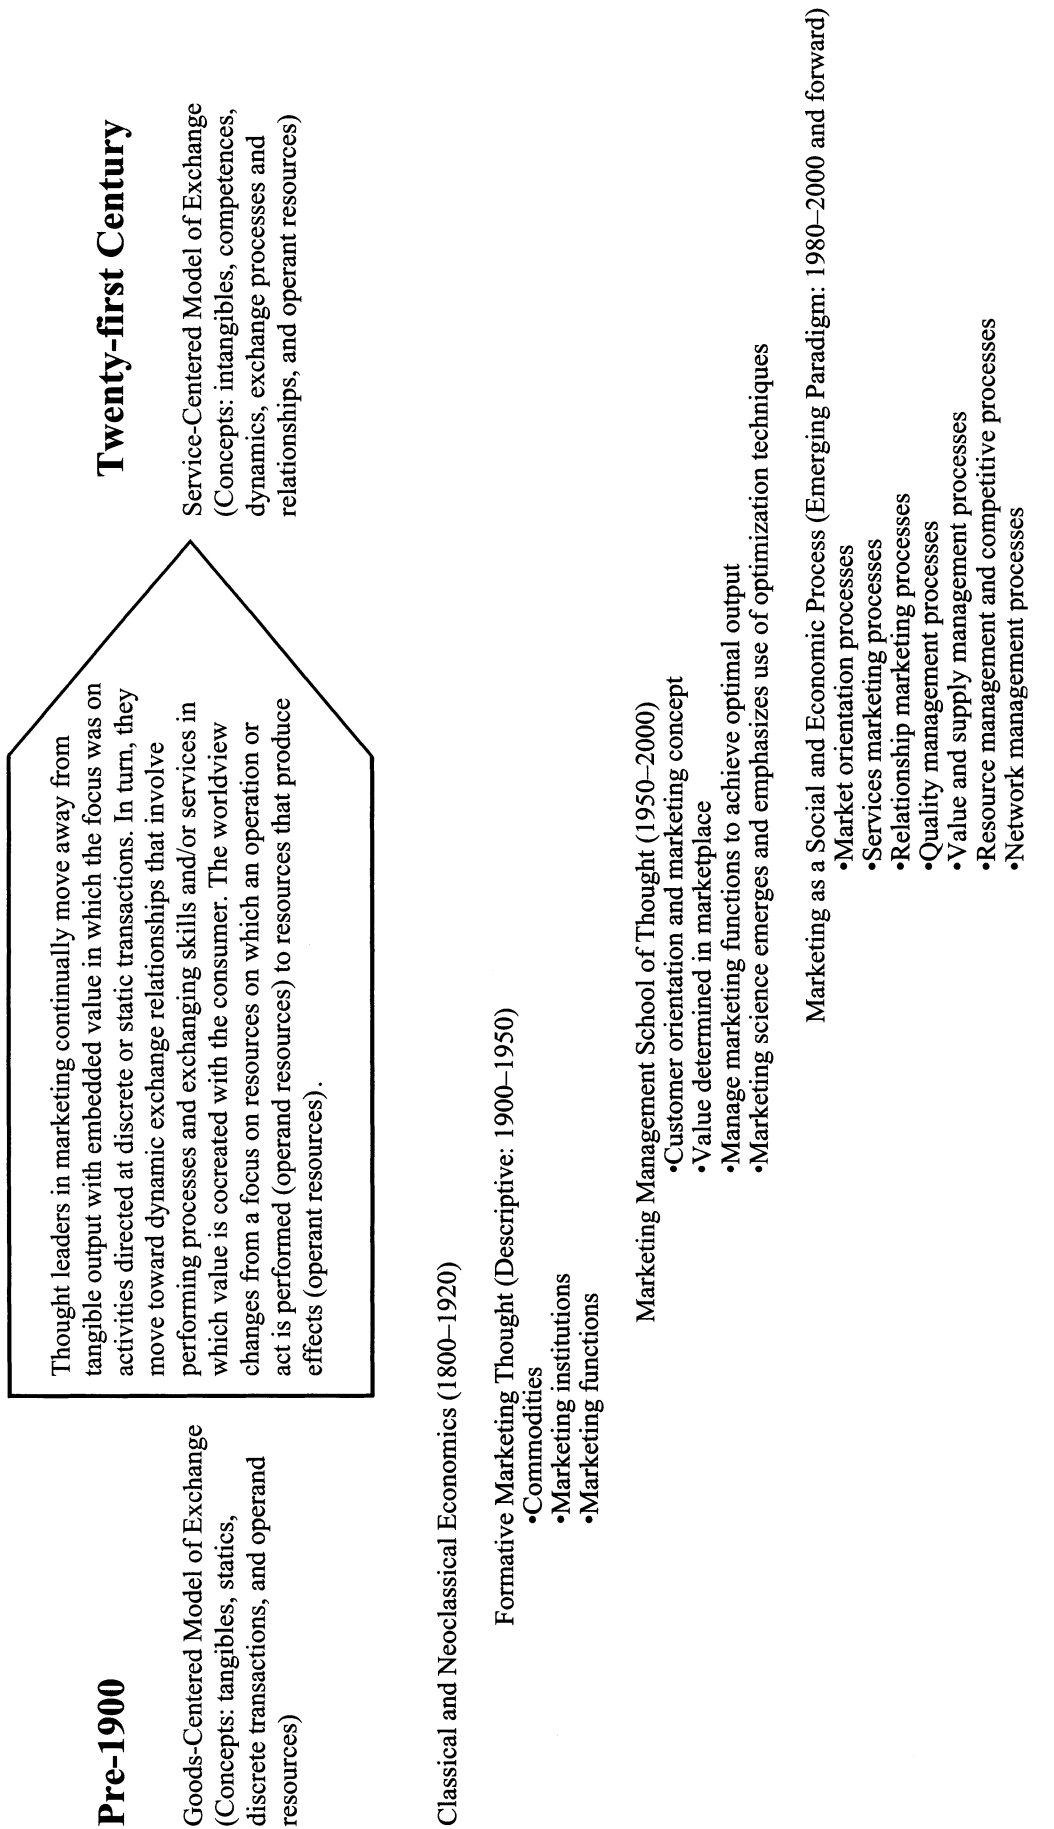 Pre-1900
Goods-Centered Model of Exchange
(Concepts: tangibles, statics,
discrete transactions, and operand
resources)
Thought leaders in marketing continually move away from
tangible output with embedded value in which the focus was on
activities directed at discrete or static transactions. In turn, they
move toward dynamic exchange relationships that involve
performing processes and exchanging skills and/or services in
which value is cocreated with the consumer. The worldview
changes from a focus on resources on which an operation or
act is performed (operand resources) to resources that produce
effects (operant resources).
Twenty-first Century
Service-Centered Model of Exchange
(Concepts: intangibles, competences,
dynamics, exchange processes and
relationships, and operant resources)
Classical and Neoclassical Economics (1800–1920)
Formative Marketing Thought (Descriptive: 1900–1950)
•Commodities
•Marketing institutions
•Marketing functions
Marketing Management School of Thought (1950–2000)
•Customer orientation and marketing concept
•Value determined in marketplace
•Manage marketing functions to achieve optimal output
•Marketing science emerges and emphasizes use of optimization techniques
Marketing as a Social and Economic Process (Emerging Paradigm: 1980–2000 and forward)
•Market orientation processes
•Services marketing processes
•Relationship marketing processes
•Quality management processes
•Value and supply management processes
•Resource management and competitive processes
•Network management processes